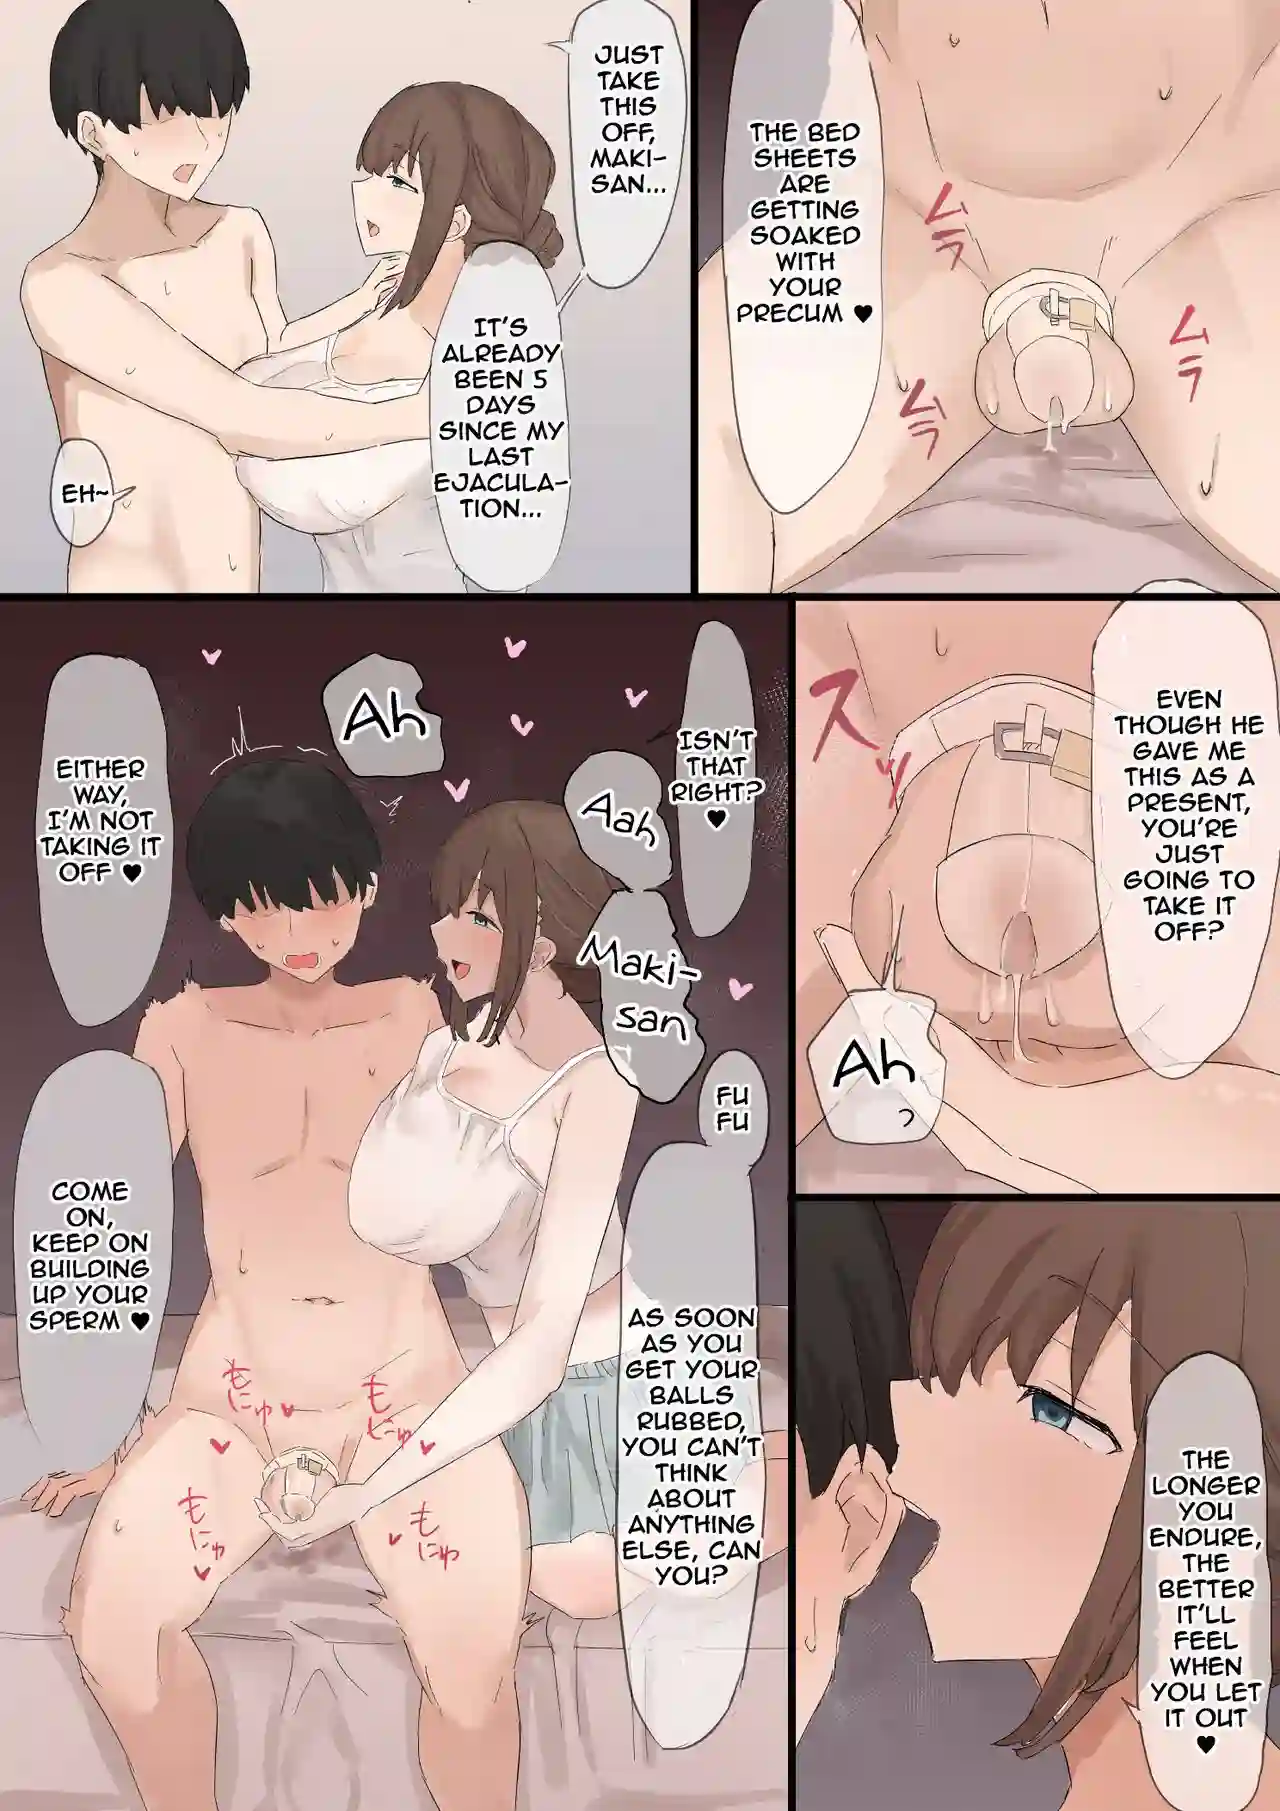 THE BED
SHEETS
ARE
GETTING
SOAKED
WITH
YOUR
PRECUM ♥
ムラ
ムラ
ムラ
JUST
TAKE
THIS
OFF,
MAKI-
SAN...
IT'S
ALREADY
BEEN 5
DAYS
SINCE MY
LAST
EJACULA-
TION...
EH~
EVEN
THOUGH HE
GAVE ME
THIS AS A
PRESENT,
YOU'RE
JUST
GOING TO
TAKE IT
OFF?
スッ
Ah
THE
LONGER
YOU
ENDURE,
THE
BETTER
IT'LL
FEEL
WHEN
YOU LET
IT OUT
♥
ISN'T
THAT
RIGHT?
♥
Ah
Aah
Maki-
san
FU
FU
AS SOON
AS YOU
GET YOUR
BALLS
RUBBED,
YOU CAN'T
THINK
ABOUT
ANYTHING
ELSE, CAN
YOU?
EITHER
WAY,
I'M NOT
TAKING IT
OFF ♥
COME
ON,
KEEP ON
BUILDING
UP YOUR
SPERM ♥
もにゅ
もにゅ
もにゅ
もにゅ